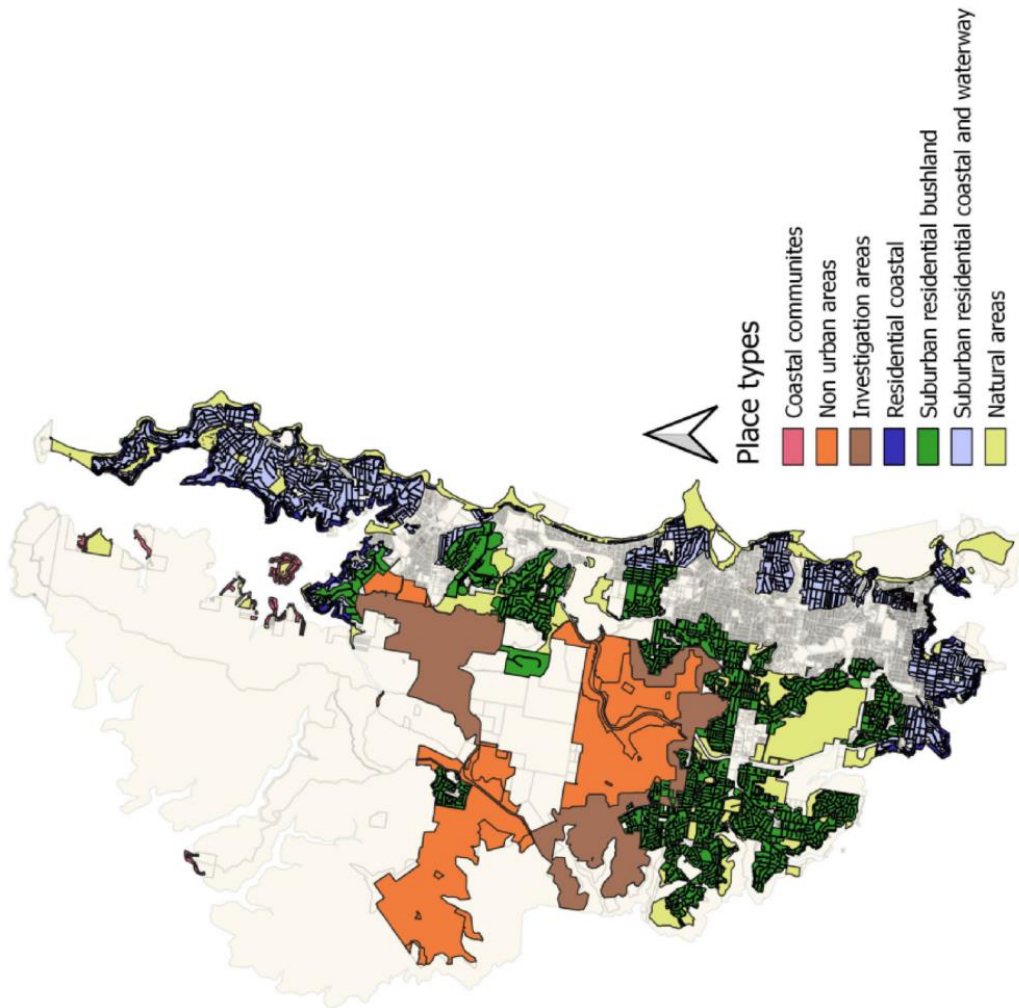 Place types
Coastal communites
Non urban areas
Investigation areas
Residential coastal
Suburban residential bushland
Suburban residential coastal and waterway
Natural areas